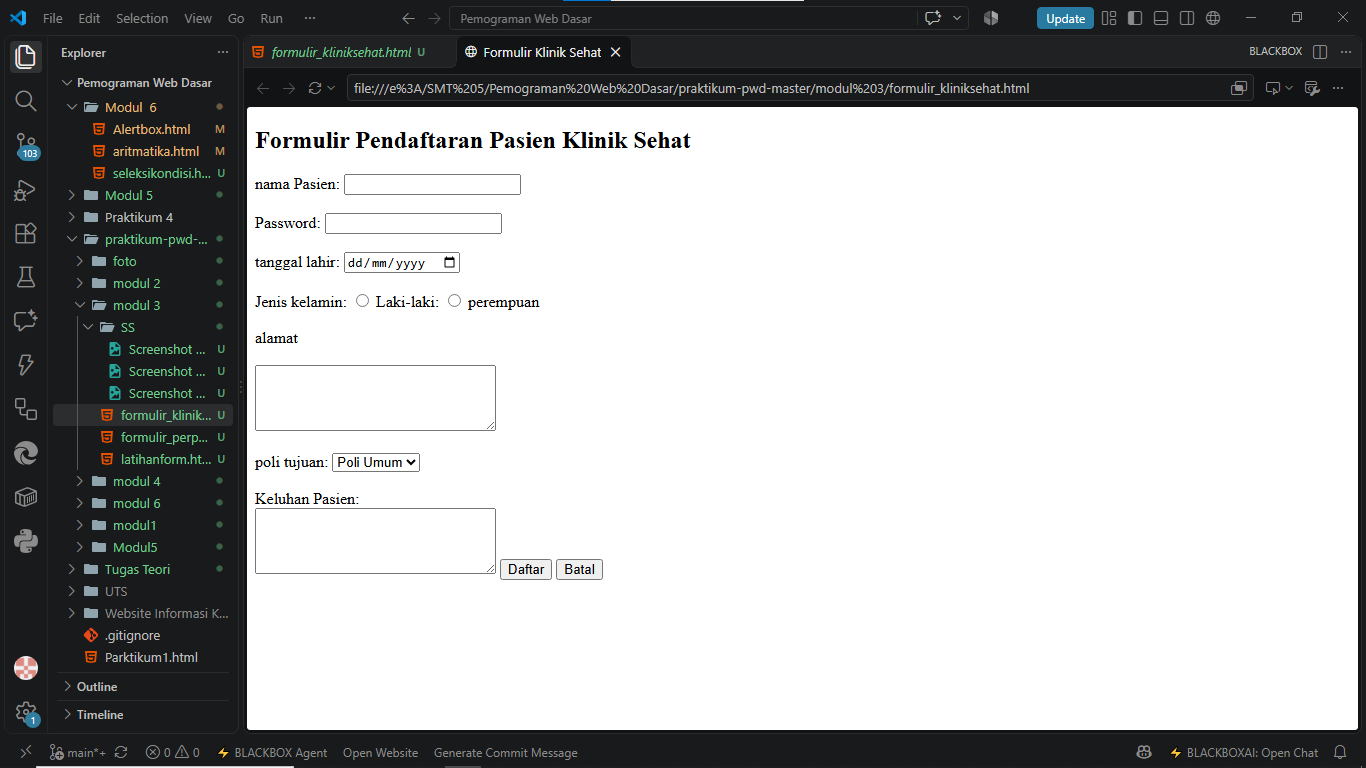 File Edit Selection View Go Run ··· Pemograman Web Dasar Update
Explorer ···
formulir_kliniksehat.html U Formulir Klinik Sehat BLACKBOX ···
file:///e%3A/SMT%205/Pemograman%20Web%20Dasar/praktikum-pwd-master/modul%203/formulir_kliniksehat.html ···
Pemograman Web Dasar
Modul 6
Alertbox.html M
aritmatika.html M
seleksikondisi.h... U
Modul 5
Praktikum 4
praktikum-pwd-...
foto
modul 2
modul 3
SS
Screenshot ... U
Screenshot ... U
Screenshot ... U
formulir_klinik... U
formulir_perp... U
latihanform.ht... U
modul 4
modul 6
modul1
Modul5
Tugas Teori
UTS
Website Informasi K...
.gitignore
Parktikum1.html
Outline
Timeline
103
1
Formulir Pendaftaran Pasien Klinik Sehat
nama Pasien:
Password:
tanggal lahir: dd/mm/yyyy
Jenis kelamin: Laki-laki: perempuan
alamat
poli tujuan: Poli Umum
Keluhan Pasien:
Daftar Batal
main*+ 0 0 BLACKBOX Agent Open Website Generate Commit Message BLACKBOXAI: Open Chat